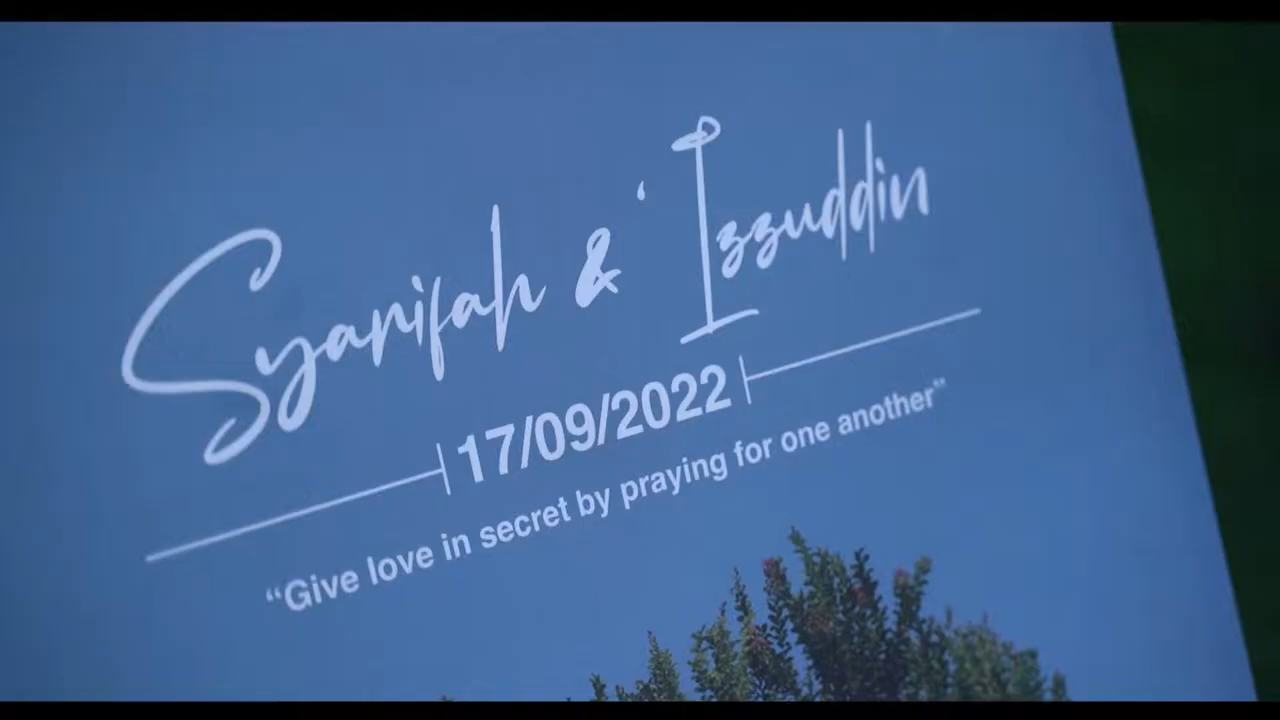 Syarifah & ‘Izzuddin
17/09/2022
“Give love in secret by praying for one another”